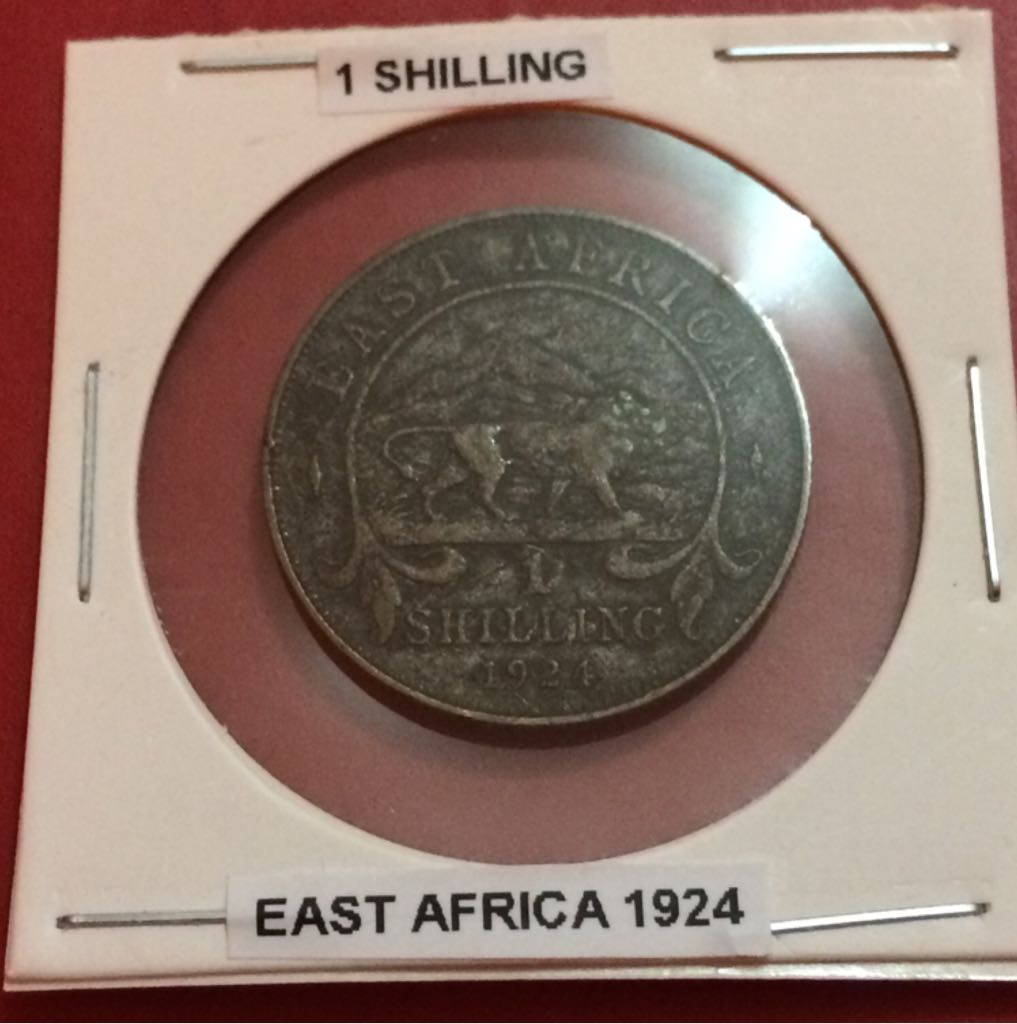 1 SHILLING
EAST AFRICA
1
SHILLING
1924
EAST AFRICA 1924